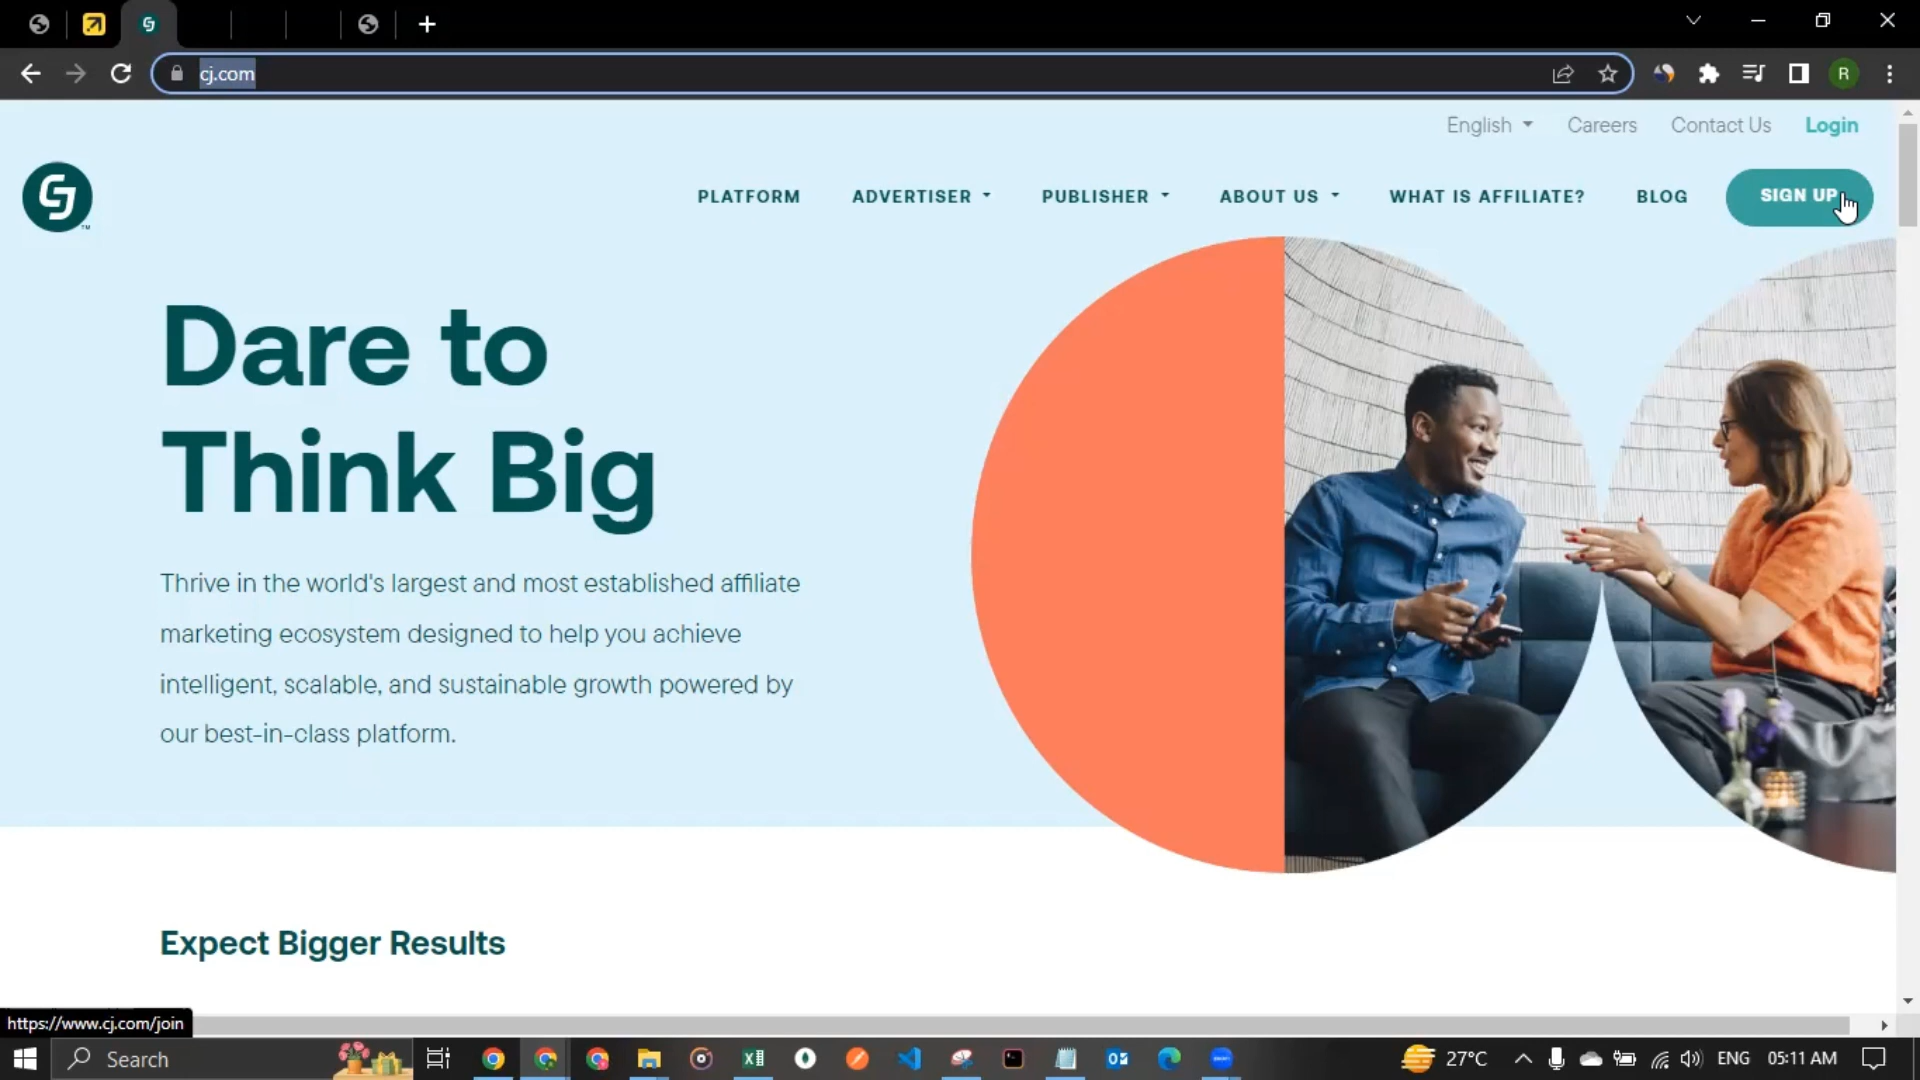 cj.com
R
English Careers Contact Us Login
CJ
TM
PLATFORM ADVERTISER PUBLISHER ABOUT US WHAT IS AFFILIATE? BLOG SIGN UP
Dare to
Think Big
Thrive in the world's largest and most established affiliate
marketing ecosystem designed to help you achieve
intelligent, scalable, and sustainable growth powered by
our best-in-class platform.
Expect Bigger Results
https://www.cj.com/join
Search
27°C ENG 05:11 AM